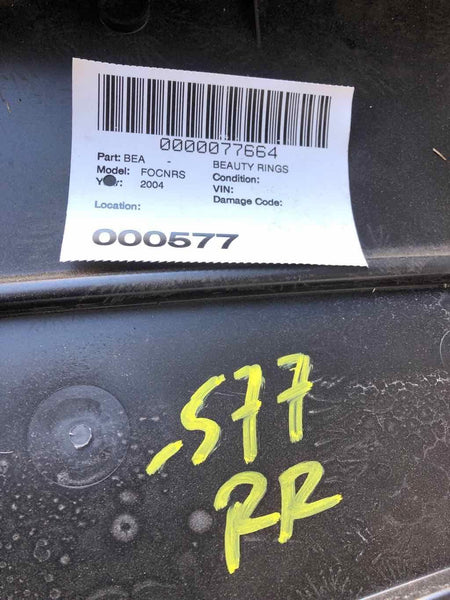 0000077664
Part: BEA - BEAUTY RINGS
Model: FOCNRS Condition:
Year: 2004 VIN:
Damage Code:
Location:
000577
-577
RR